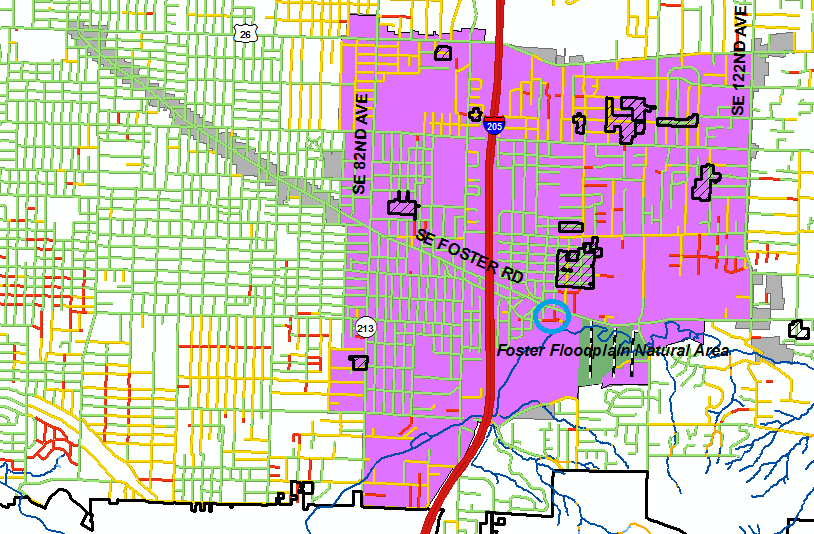 26
SE 122ND AVE
205
SE 82ND AVE
SE FOSTER RD
213
Foster Floodplain Natural Area